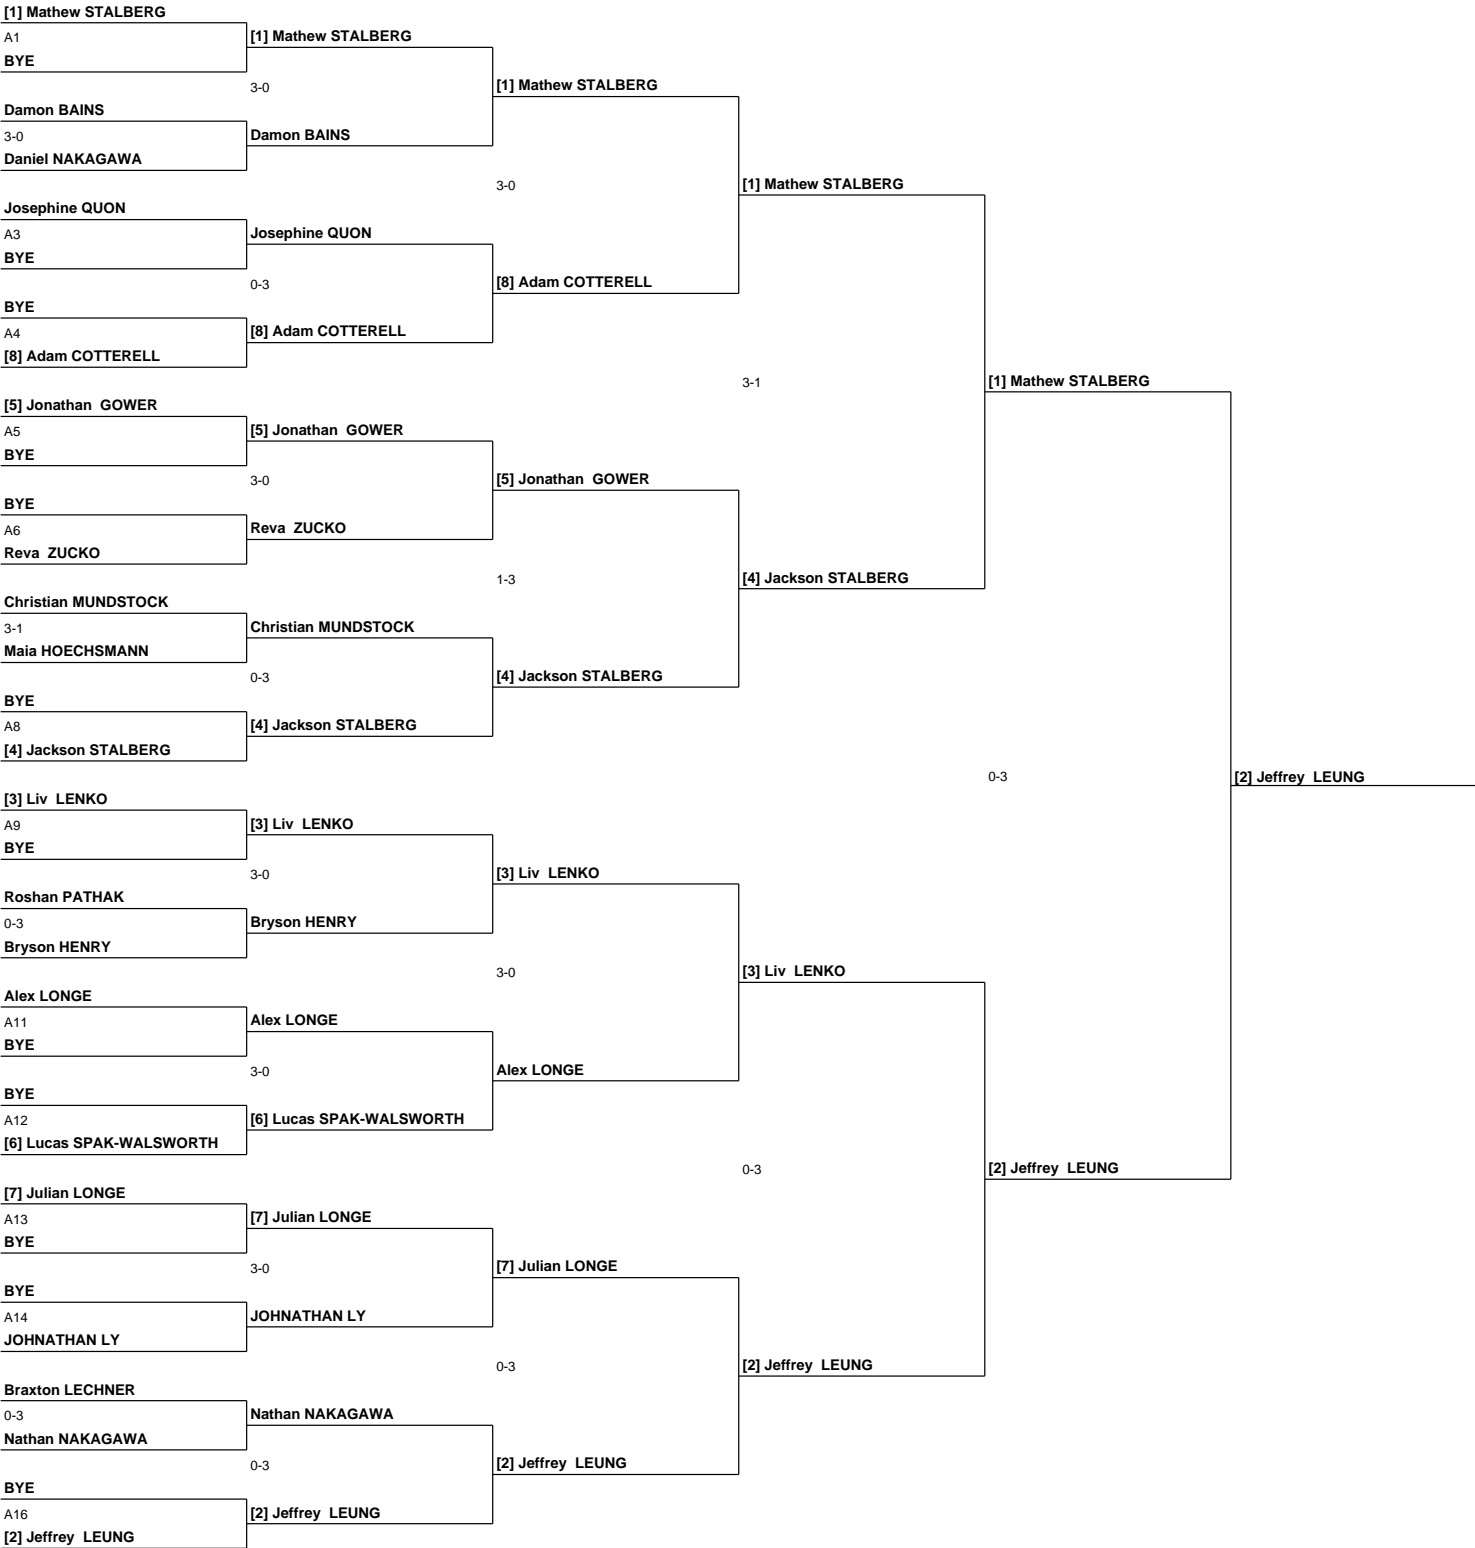 [1] Mathew STALBERG
A1
BYE
Damon BAINS
3-0
Daniel NAKAGAWA
Josephine QUON
A3
BYE
BYE
A4
[8] Adam COTTERELL
[5] Jonathan  GOWER
A5
BYE
BYE
A6
Reva  ZUCKO
Christian MUNDSTOCK
3-1
Maia HOECHSMANN
BYE
A8
[4] Jackson STALBERG
[3] Liv  LENKO
A9
BYE
Roshan PATHAK
0-3
Bryson HENRY
Alex LONGE
A11
BYE
BYE
A12
[6] Lucas SPAK-WALSWORTH
[7] Julian LONGE
A13
BYE
BYE
A14
JOHNATHAN LY
Braxton LECHNER
0-3
Nathan NAKAGAWA
BYE
A16
[2] Jeffrey  LEUNG
[1] Mathew STALBERG
3-0
Damon BAINS
Josephine QUON
0-3
[8] Adam COTTERELL
[5] Jonathan  GOWER
3-0
Reva  ZUCKO
Christian MUNDSTOCK
0-3
[4] Jackson STALBERG
[3] Liv  LENKO
3-0
Bryson HENRY
Alex LONGE
3-0
[6] Lucas SPAK-WALSWORTH
[7] Julian LONGE
3-0
JOHNATHAN LY
Nathan NAKAGAWA
0-3
[2] Jeffrey  LEUNG
[1] Mathew STALBERG
3-0
[8] Adam COTTERELL
[5] Jonathan  GOWER
1-3
[4] Jackson STALBERG
[3] Liv  LENKO
3-0
Alex LONGE
[7] Julian LONGE
0-3
[2] Jeffrey  LEUNG
[1] Mathew STALBERG
3-1
[4] Jackson STALBERG
[3] Liv  LENKO
0-3
[2] Jeffrey  LEUNG
[1] Mathew STALBERG
0-3
[2] Jeffrey  LEUNG
[2] Jeffrey  LEUNG